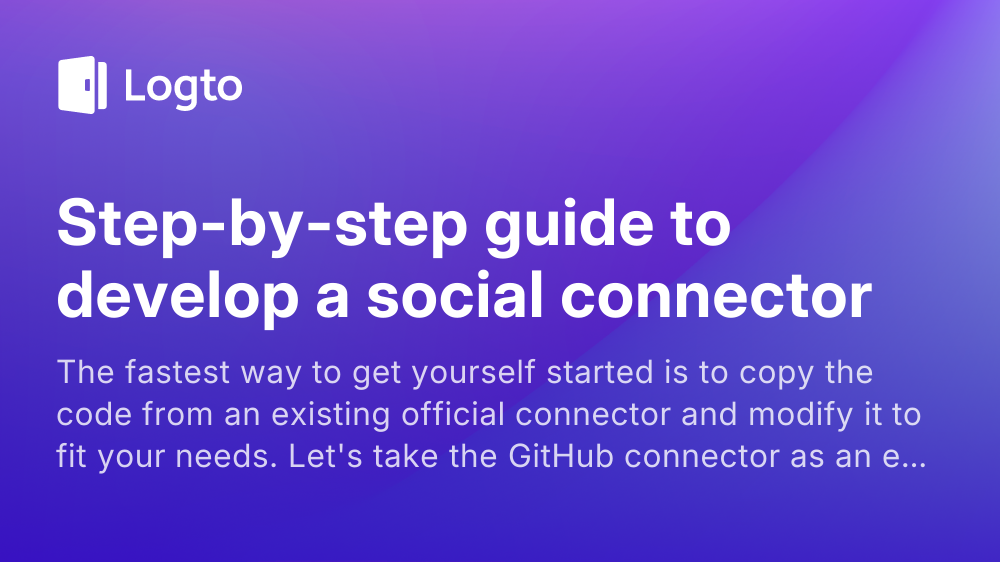 Logto
Step-by-step guide to
develop a social connector
The fastest way to get yourself started is to copy the
code from an existing official connector and modify it to
fit your needs. Let's take the GitHub connector as an e...